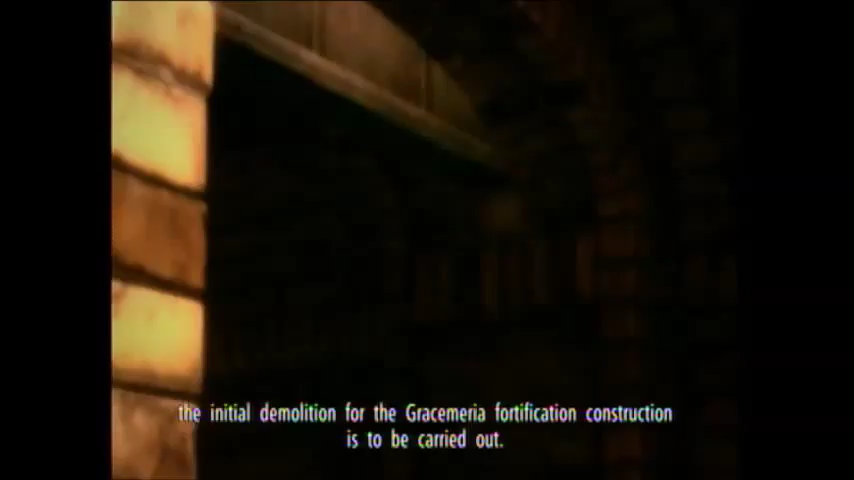 the initial demolition for the Gracemeria fortification construction
is to be carried out.